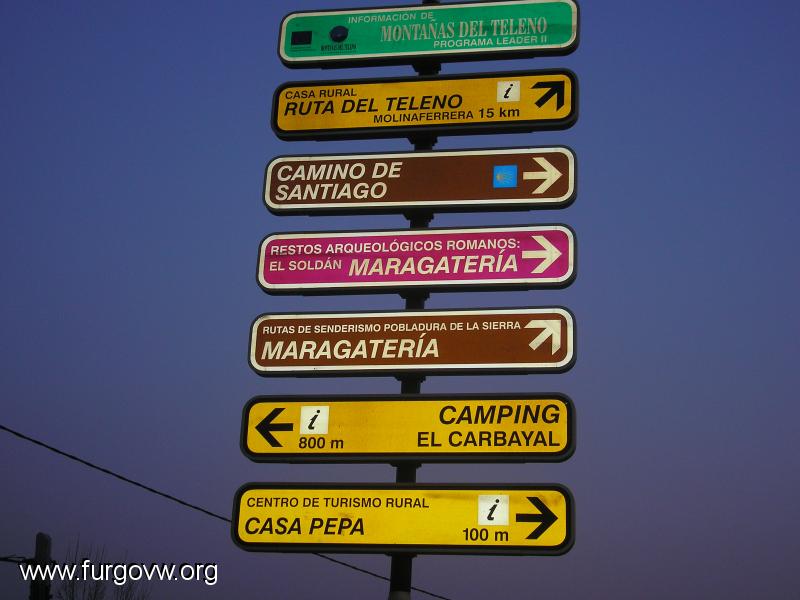 INFORMACIÓN DE
MONTAÑAS DEL TELENO
PROGRAMA LEADER II
CASA RURAL
RUTA DEL TELENO
MOLINAFERRERA 15 km
i
CAMINO DE
SANTIAGO
RESTOS ARQUEOLÓGICOS ROMANOS:
EL SOLDÁN MARAGATERÍA
RUTAS DE SENDERISMO POBLADURA DE LA SIERRA
MARAGATERÍA
i
800 m
CAMPING
EL CARBAYAL
CENTRO DE TURISMO RURAL
CASA PEPA
i
100 m
www.furgovw.org